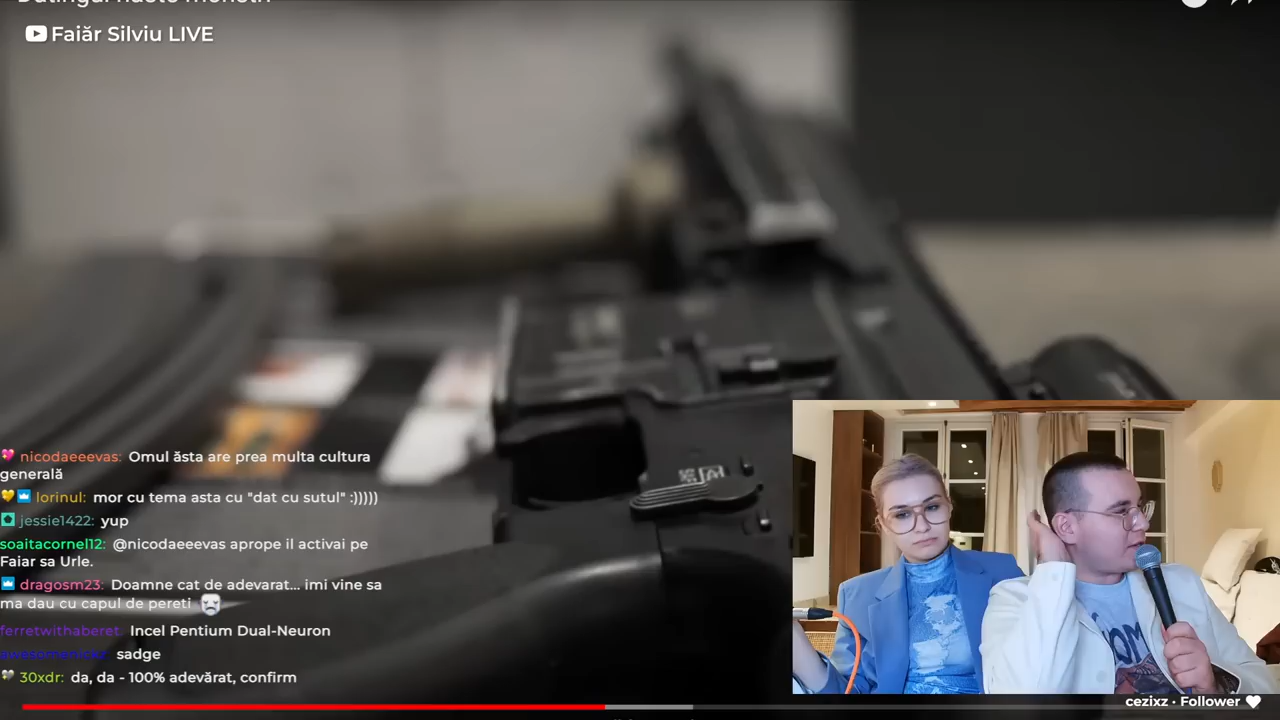 Faiăr Silviu LIVE
nicodaeeevas: Omul ăsta are prea multa cultura
generală
lorinul: mor cu tema asta cu "dat cu sutul" :)))))
jessie1422: yup
soaitacornel12: @nicodaeeevas aprope il activai pe
Faiar sa Urle.
dragosm23: Doamne cat de adevarat... imi vine sa
ma dau cu capul de pereti
ferretwithaberet: Incel Pentium Dual-Neuron
sadge
30xdr: da, da - 100% adevărat, confirm
cezixz · Follower